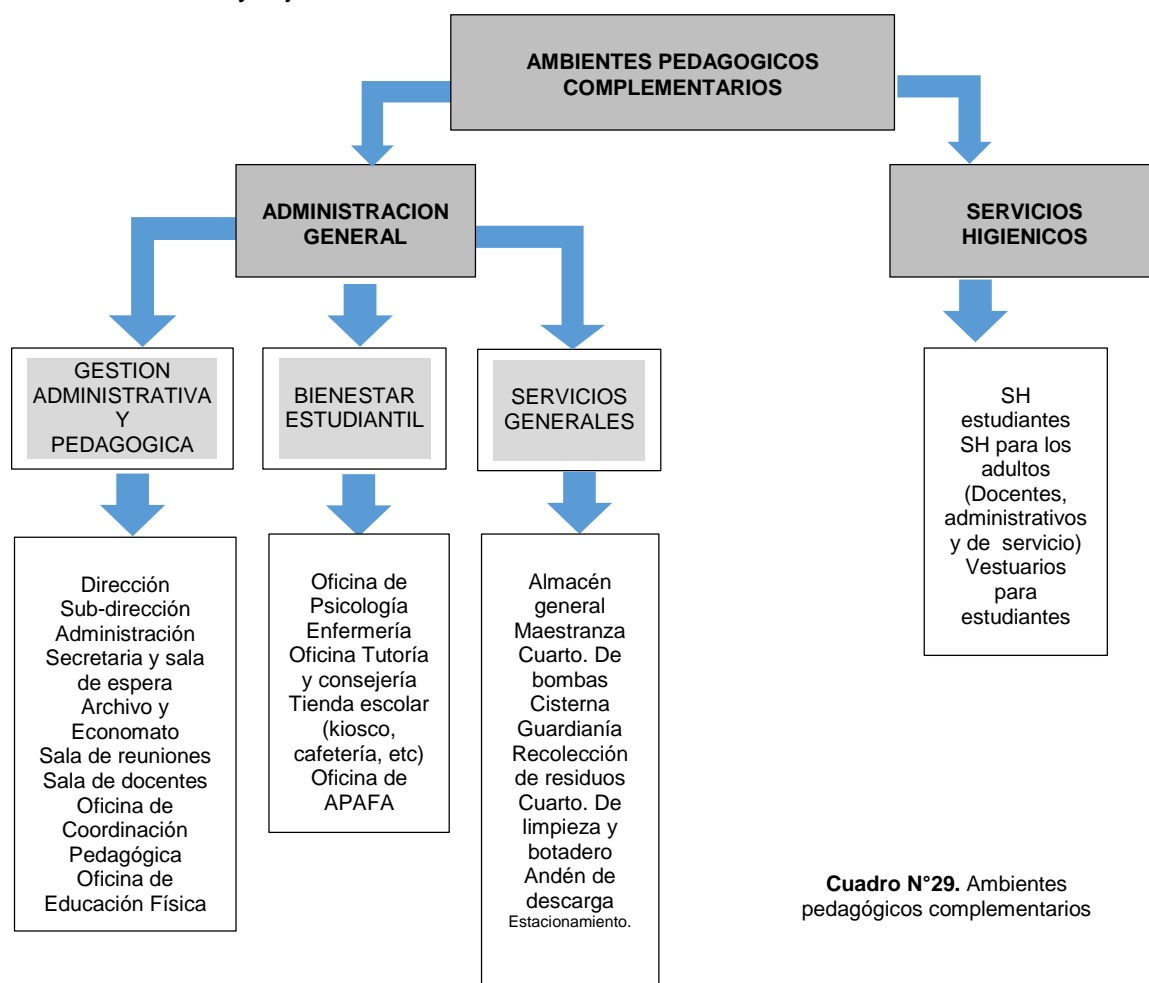 AMBIENTES PEDAGOGICOS
COMPLEMENTARIOS
ADMINISTRACION
GENERAL
SERVICIOS
HIGIENICOS
GESTION
ADMINISTRATIVA
Y
PEDAGOGICA
BIENESTAR
ESTUDIANTIL
SERVICIOS
GENERALES
Dirección
Sub-dirección
Administración
Secretaria y sala
de espera
Archivo y
Economato
Sala de reuniones
Sala de docentes
Oficina de
Coordinación
Pedagógica
Oficina de
Educación Física
Oficina de
Psicología
Enfermería
Oficina Tutoría
y consejería
Tienda escolar
(kiosco,
cafetería, etc)
Oficina de
APAFA
Almacén
general
Maestranza
Cuarto. De
bombas
Cisterna
Guardianía
Recolección
de residuos
Cuarto. De
limpieza y
botadero
Andén de
descarga
Estacionamiento.
SH
estudiantes
SH para los
adultos
(Docentes,
administrativos
y de servicio)
Vestuarios
para
estudiantes
Cuadro N°29. Ambientes
pedagógicos complementarios